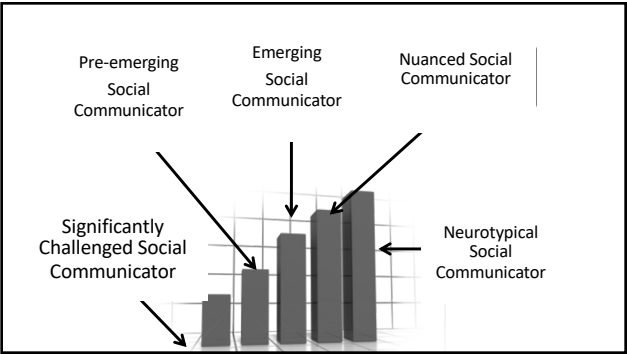 Pre-emerging
Social
Communicator
Emerging
Social
Communicator
Nuanced Social
Communicator
Significantly
Challenged Social
Communicator
Neurotypical
Social
Communicator